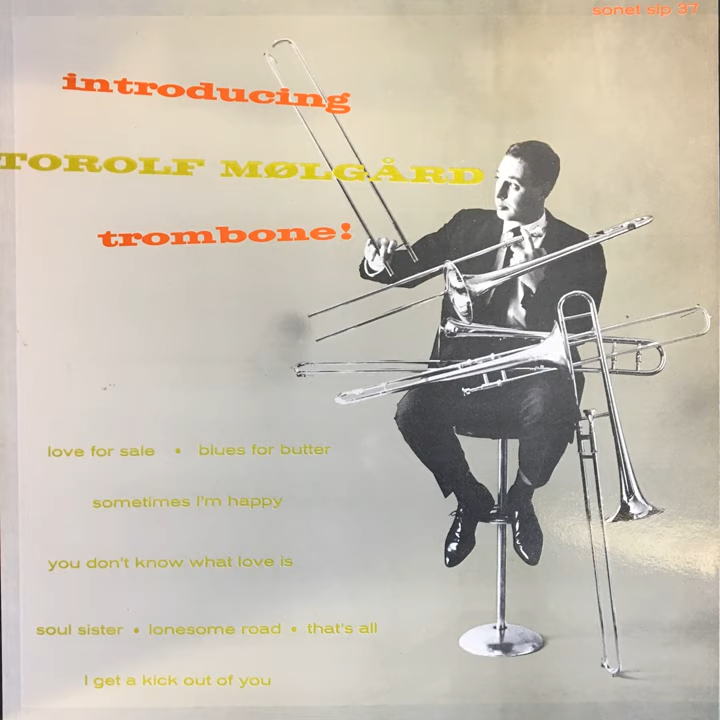 sonet slp 37
introducing
TOROLF MØLGÅRD
trombone!
love for sale • blues for butter
sometimes I'm happy
you don't know what love is
soul sister • lonesome road • that's all
I get a kick out of you